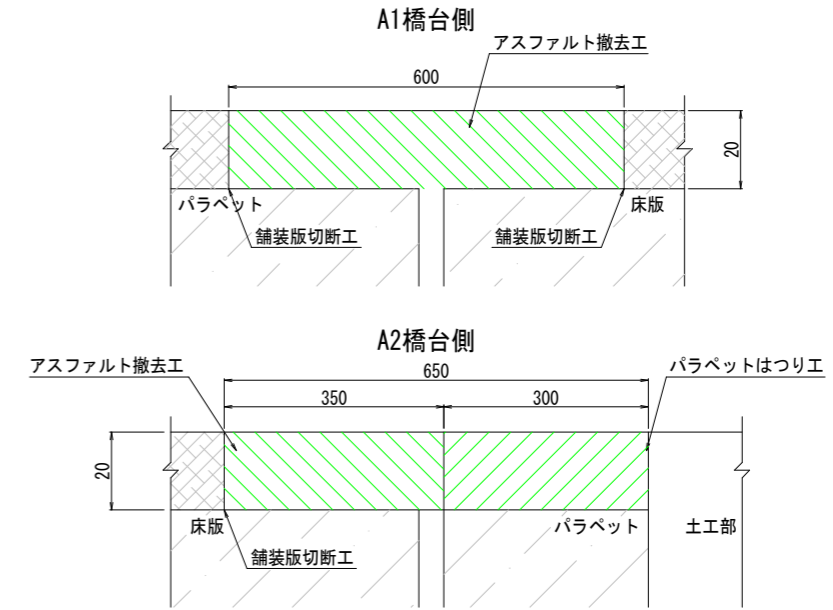 A1橋台側
アスファルト撤去工
600
20
パラペット
床版
舗装版切断工
舗装版切断工
A2橋台側
アスファルト撤去工
650
パラペットはつり工
350
300
20
床版
パラペット
土工部
舗装版切断工